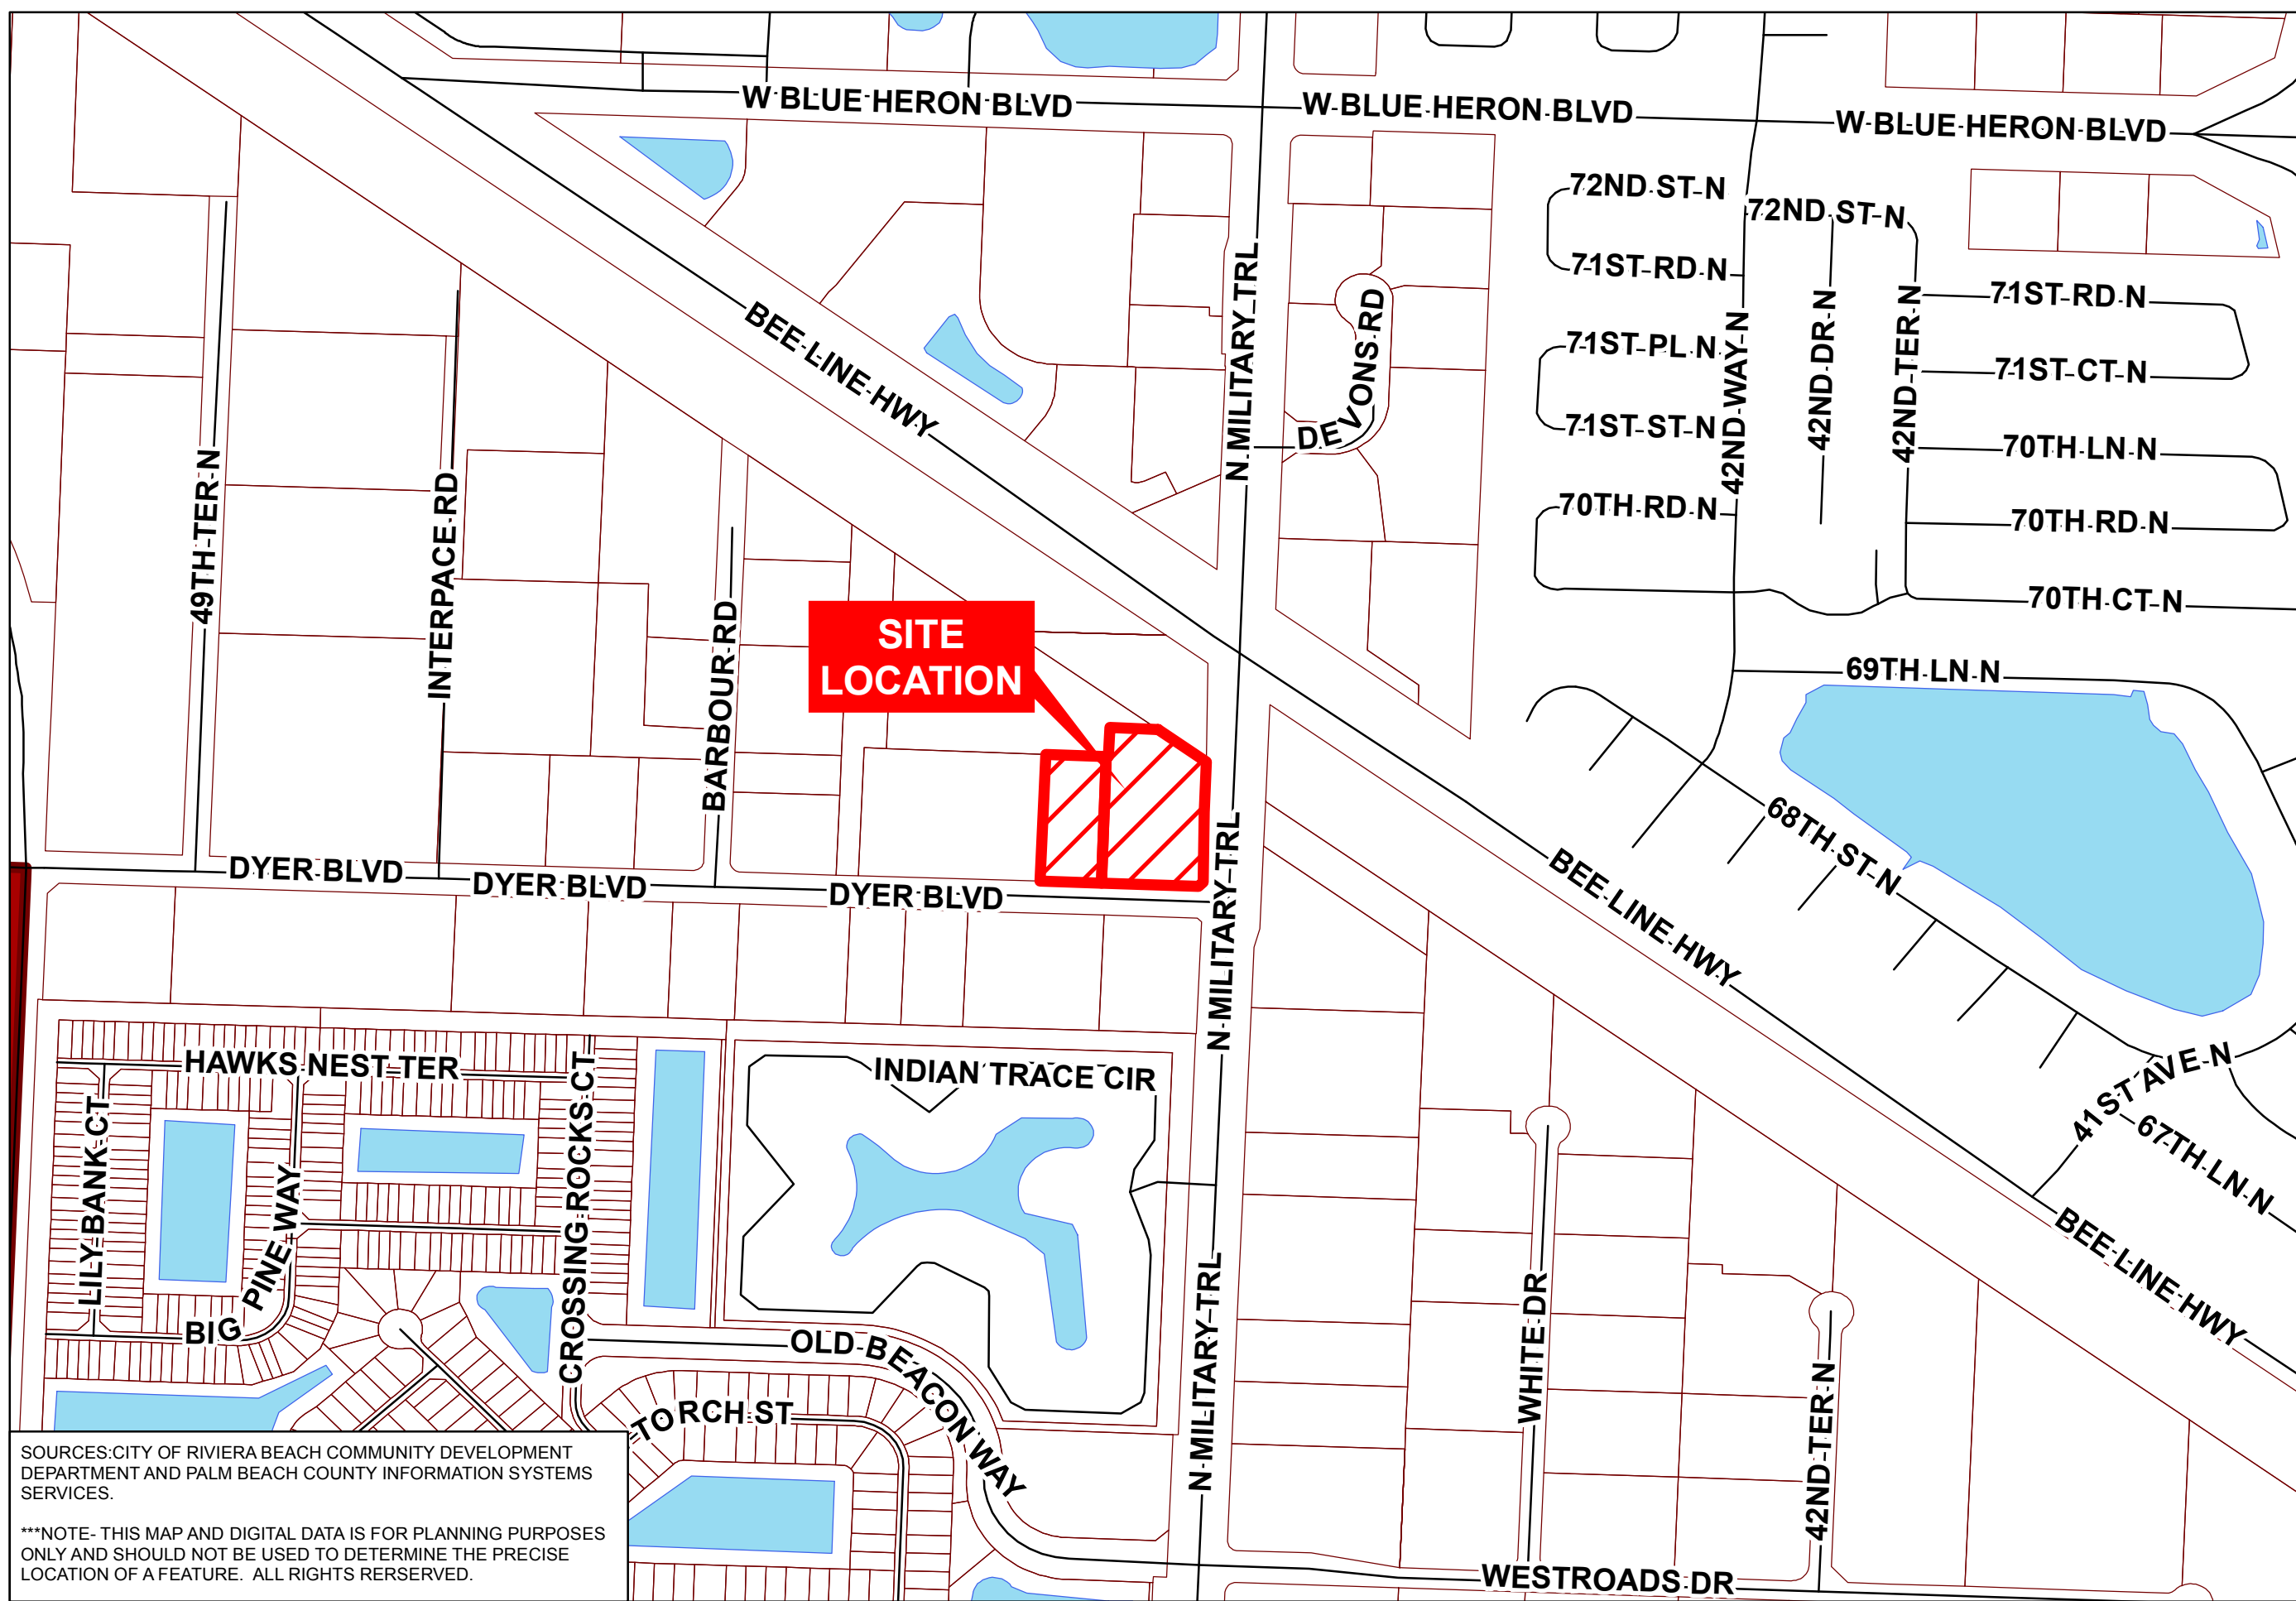 W BLUE HERON BLVD
W BLUE HERON BLVD
W BLUE HERON BLVD
72ND ST N
72ND ST N
71ST RD N
71ST RD N
71ST PL N
71ST CT N
71ST ST N
70TH LN N
70TH RD N
70TH RD N
70TH CT N
69TH LN N
68TH ST N
67TH LN N
41ST AVE N
42ND WAY N
42ND DR N
42ND TER N
N MILITARY TRL
DEVONS RD
BEE LINE HWY
49TH TER N
INTERPACE RD
BARBOUR RD
SITE
LOCATION
DYER BLVD
DYER BLVD
DYER BLVD
N MILITARY TRL
N MILITARY TRL
BEE LINE HWY
BEE LINE HWY
HAWKS NEST TER
INDIAN TRACE CIR
LILY BANK CT
BIG PINE WAY
CROSSING ROCKS CT
OLD BEACON WAY
TORCH ST
N MILITARY TRL
WHITE DR
42ND TER N
WESTROADS DR
SOURCES:CITY OF RIVIERA BEACH COMMUNITY DEVELOPMENT
DEPARTMENT AND PALM BEACH COUNTY INFORMATION SYSTEMS
SERVICES.
***NOTE- THIS MAP AND DIGITAL DATA IS FOR PLANNING PURPOSES
ONLY AND SHOULD NOT BE USED TO DETERMINE THE PRECISE
LOCATION OF A FEATURE.  ALL RIGHTS RERSERVED.